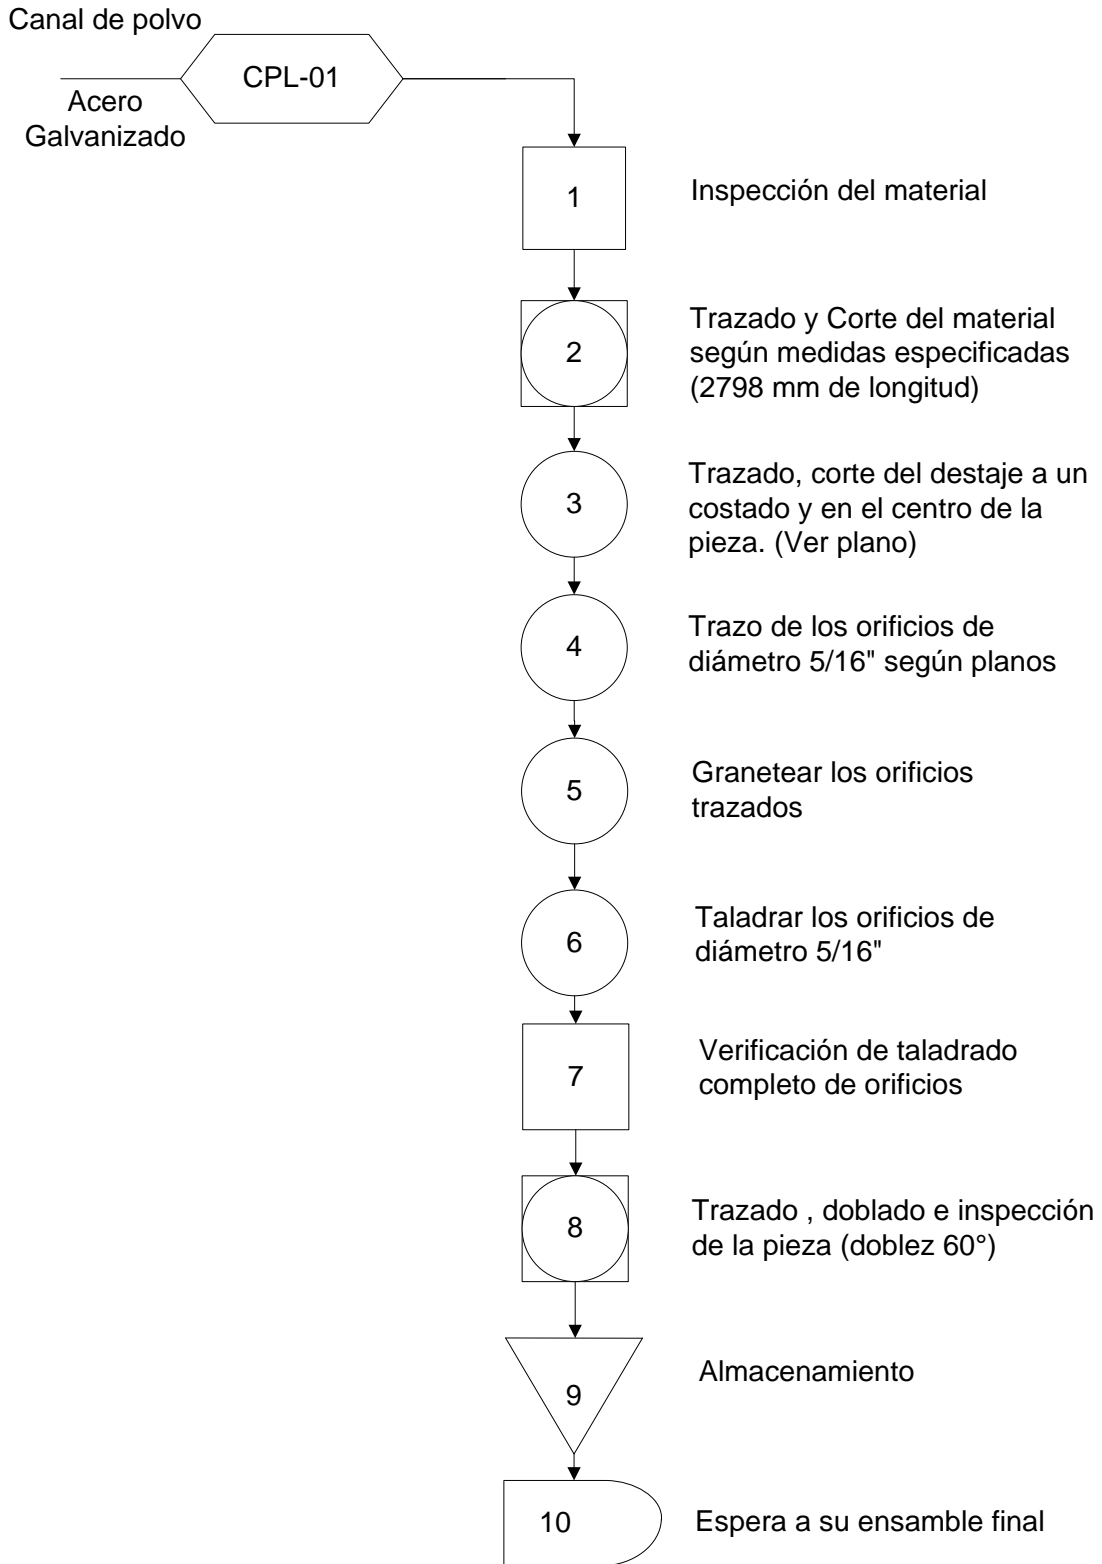 Canal de polvo
CPL-01
Acero
Galvanizado
1
Inspección del material
2
Trazado y Corte del material
según medidas especificadas
(2798 mm de longitud)
3
Trazado, corte del destaje a un
costado y en el centro de la
pieza. (Ver plano)
4
Trazo de los orificios de
diámetro 5/16" según planos
5
Granetear los orificios
trazados
6
Taladrar los orificios de
diámetro 5/16"
7
Verificación de taladrado
completo de orificios
8
Trazado , doblado e inspección
de la pieza (doblez 60°)
9
Almacenamiento
10
Espera a su ensamble final